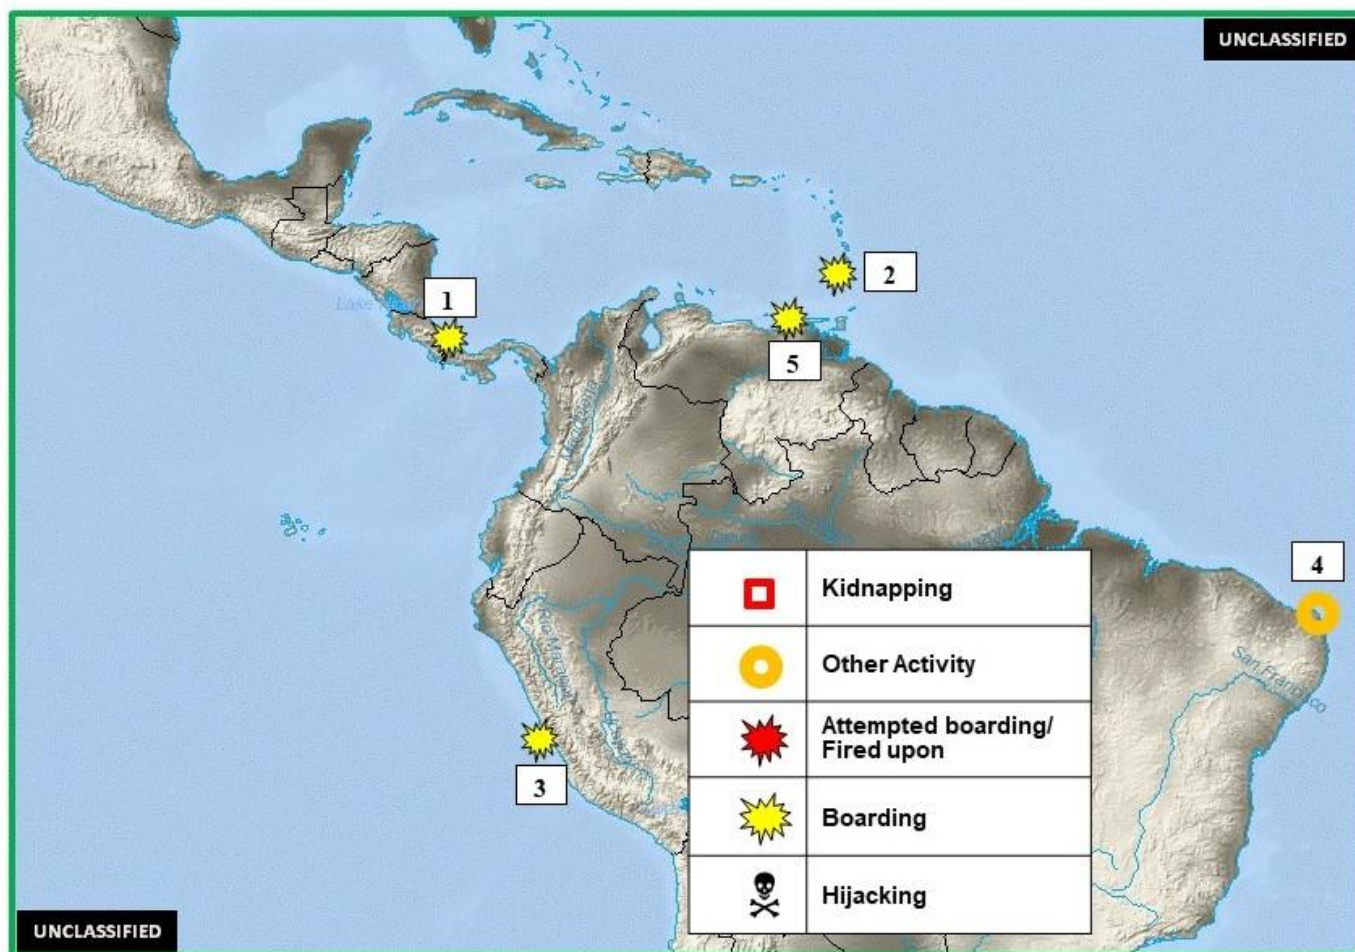 UNCLASSIFIED
2
1
5
4
Kidnapping
Other Activity
San Francisco
Attempted boarding/
Fired upon
3
Boarding
Hijacking
UNCLASSIFIED